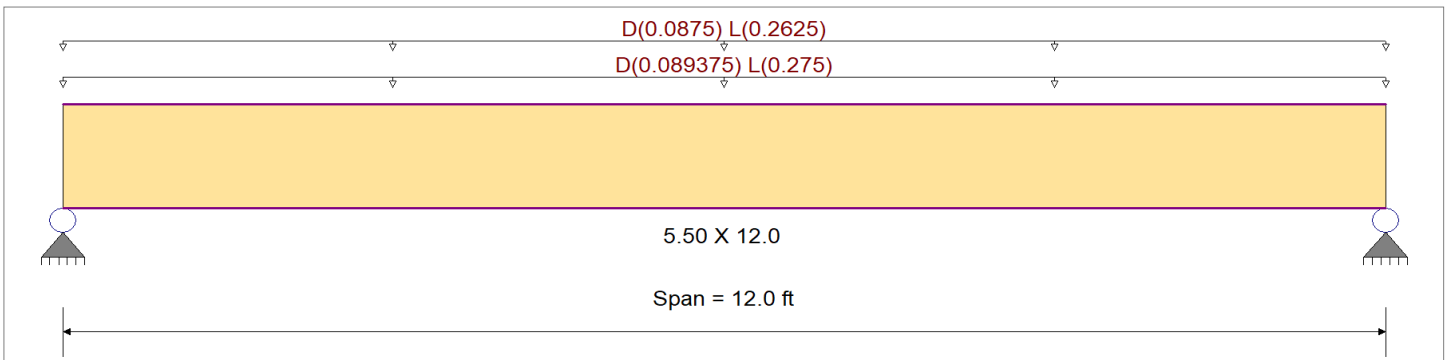 D(0.0875) L(0.2625)
D(0.089375) L(0.275)
5.50 X 12.0
Span = 12.0 ft